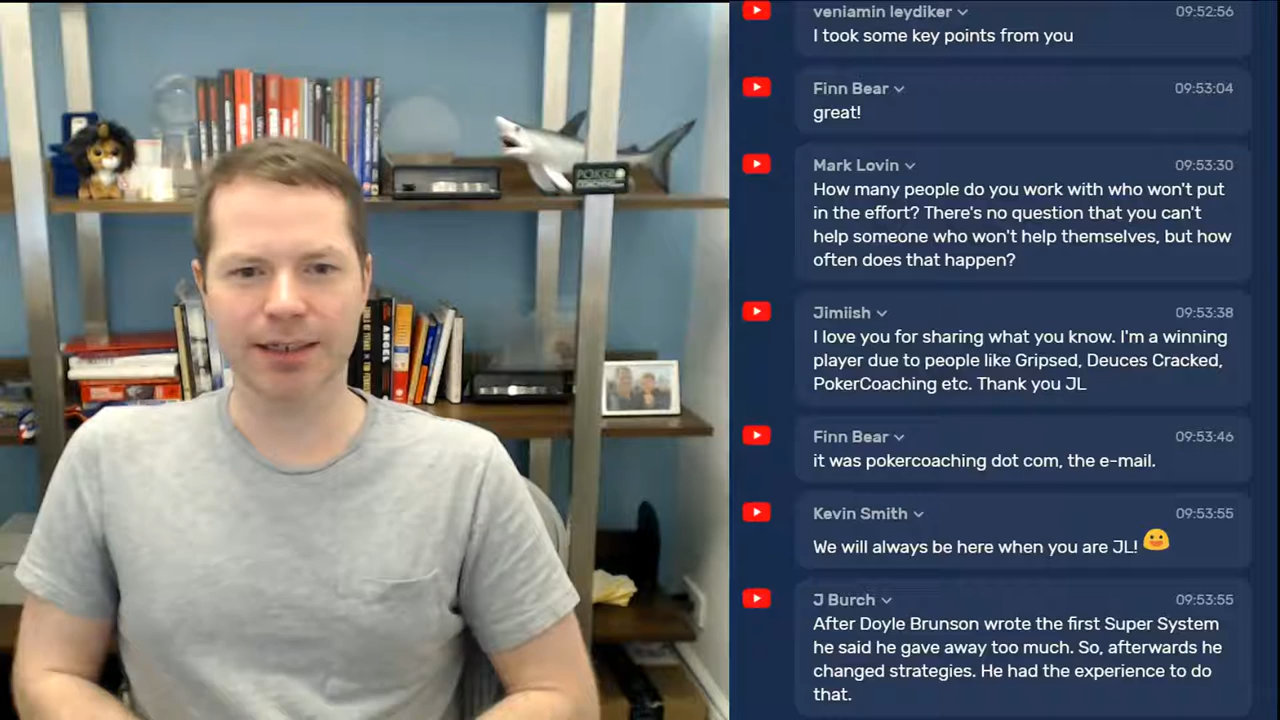 POKER
COACHING
ANGEL
veniamin leydiker
09:52:56
I took some key points from you
Finn Bear
09:53:04
great!
Mark Lovin
09:53:30
How many people do you work with who won't put
in the effort? There's no question that you can't
help someone who won't help themselves, but how
often does that happen?
Jimiish
09:53:38
I love you for sharing what you know. I'm a winning
player due to people like Gripsed, Deuces Cracked,
PokerCoaching etc. Thank you JL
Finn Bear
09:53:46
it was pokercoaching dot com, the e-mail.
Kevin Smith
09:53:55
We will always be here when you are JL!
J Burch
09:53:55
After Doyle Brunson wrote the first Super System
he said he gave away too much. So, afterwards he
changed strategies. He had the experience to do
that.